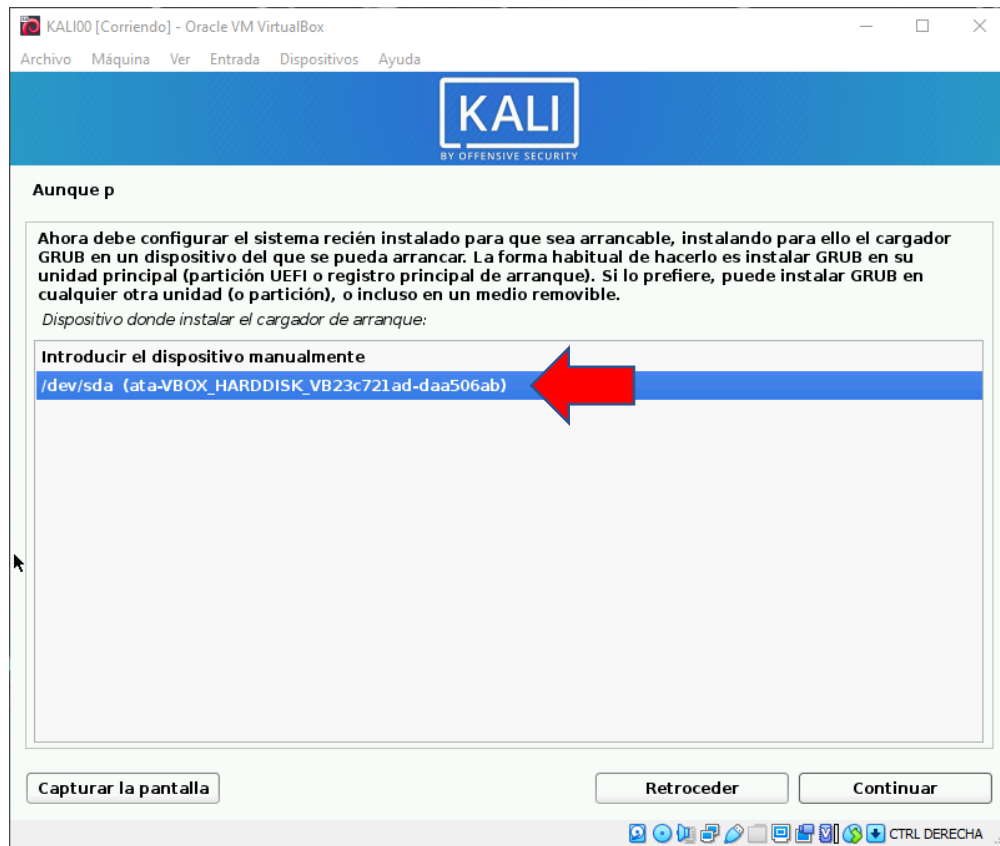 KALI00 [Corriendo] - Oracle VM VirtualBox
Archivo Máquina Ver Entrada Dispositivos Ayuda
KALI
BY OFFENSIVE SECURITY
Aunque p
Ahora debe configurar el sistema recién instalado para que sea arrancable, instalando para ello el cargador
GRUB en un dispositivo del que se pueda arrancar. La forma habitual de hacerlo es instalar GRUB en su
unidad principal (partición UEFI o registro principal de arranque). Si lo prefiere, puede instalar GRUB en
cualquier otra unidad (o partición), o incluso en un medio removible.
Dispositivo donde instalar el cargador de arranque:
Introducir el dispositivo manualmente
/dev/sda (ata-VBOX_HARDDISK_VB23c721ad-daa506ab)
Capturar la pantalla Retroceder Continuar
CTRL DERECHA